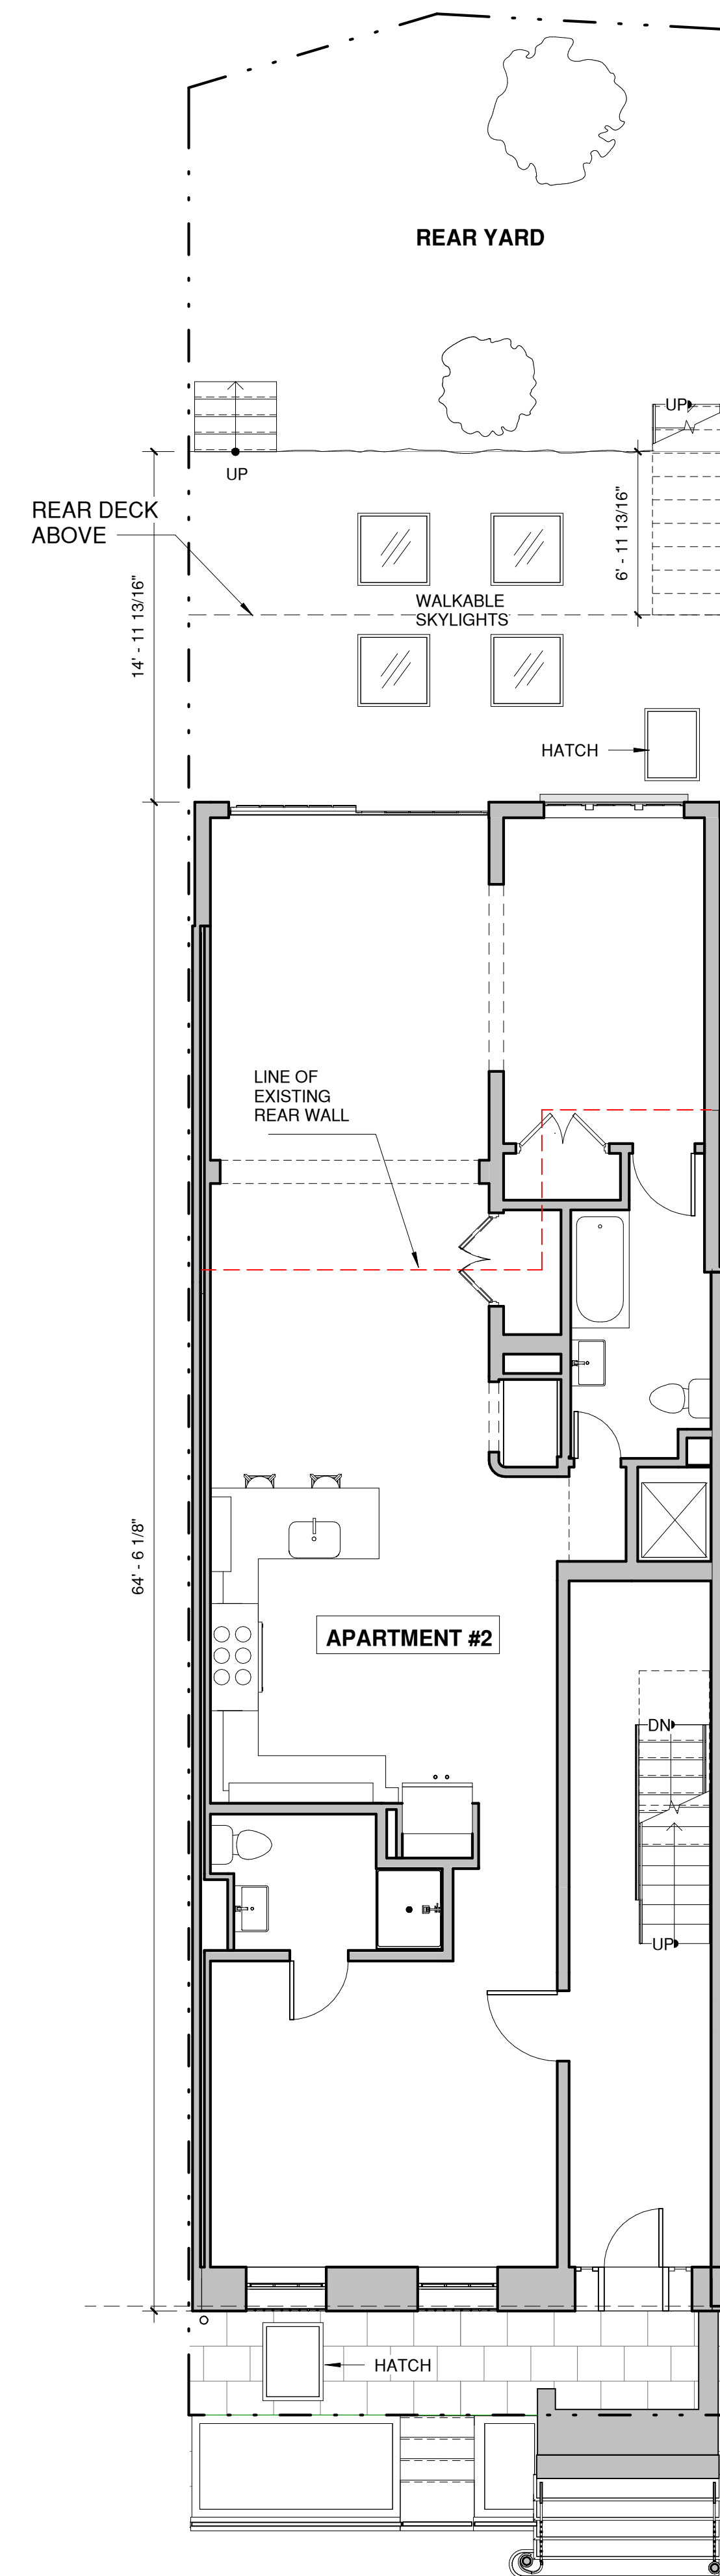 REAR YARD
UP
UP
REAR DECK
ABOVE
6' - 11 13/16"
14' - 11 13/16"
WALKABLE
SKYLIGHTS
HATCH
LINE OF
EXISTING
REAR WALL
64' - 6 1/8"
APARTMENT #2
DN
UP
HATCH